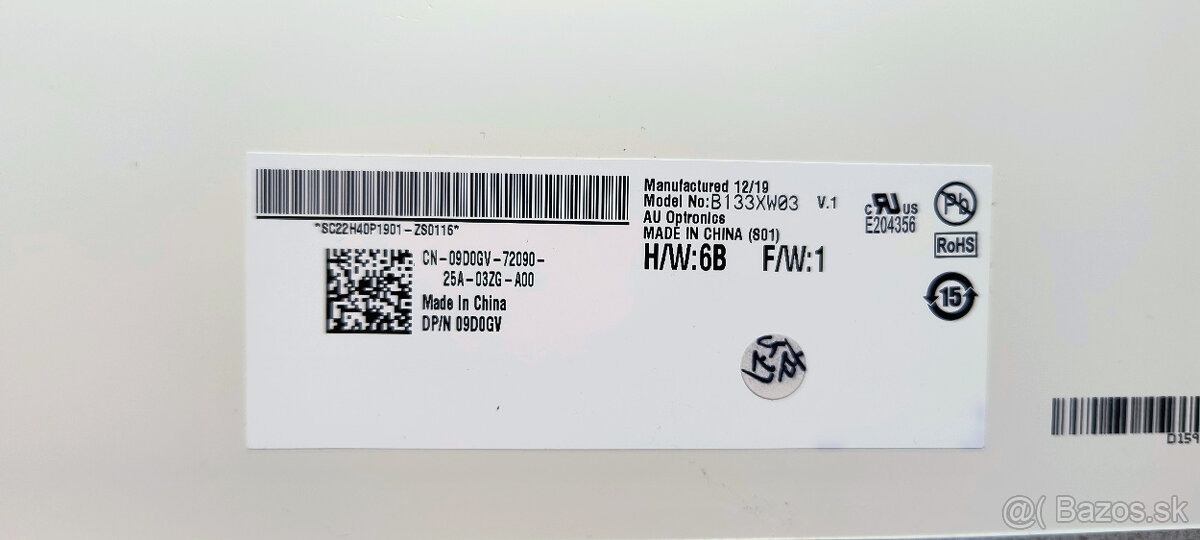 *SC22H40P19D1-ZS0116*
CN-09D0GV-72090-
25A-03ZG-A00
Made In China
DP/N 09D0GV
Manufactured 12/19
Model No:B133XW03 V.1
AU Optronics
MADE IN CHINA (S01)
H/W:6B F/W:1
c RU US
E204356
Pb
RoHS
15
D159
@( Bazos.sk